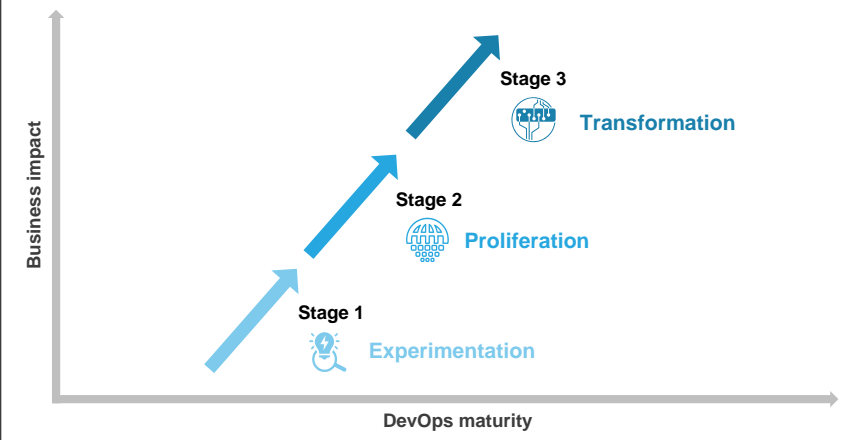 Business impact
Stage 3
Transformation
Stage 2
Proliferation
Stage 1
Experimentation
DevOps maturity